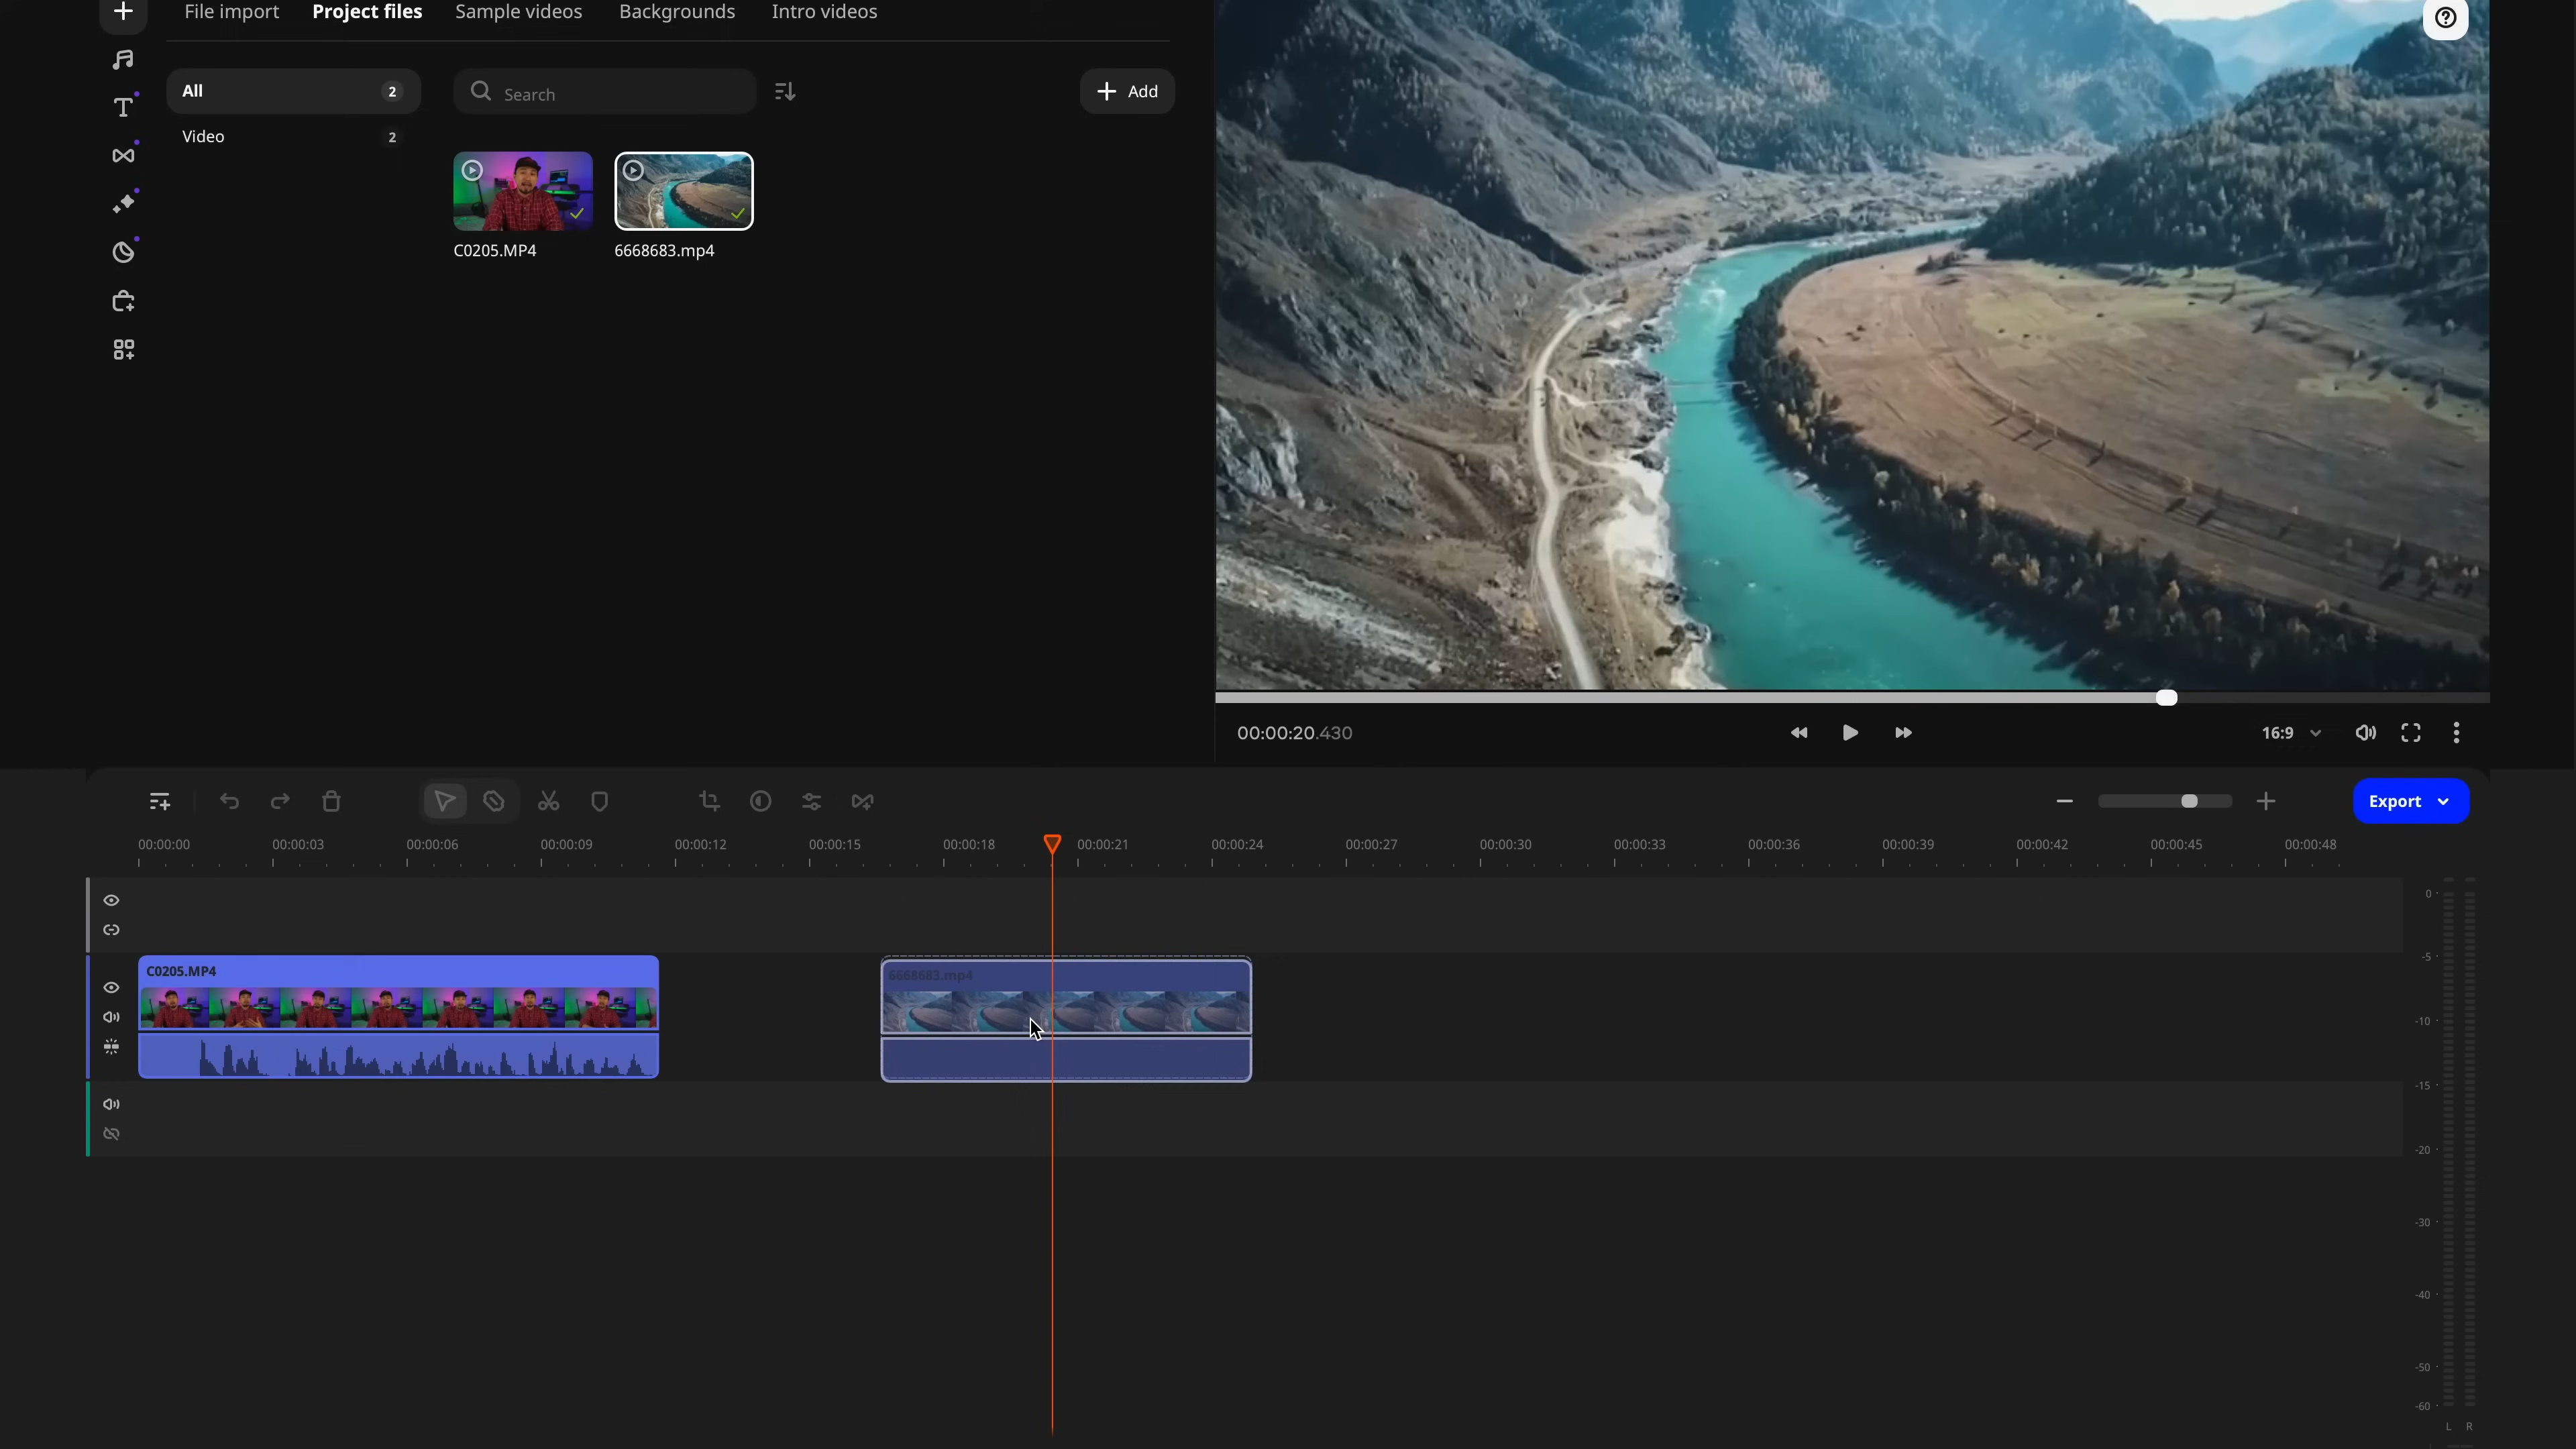 File import Project files Sample videos Backgrounds Intro videos
All 2
Search
Add
Video 2
C0205.MP4 6668683.mp4
00:00:20.430
16:9
Export
00:00:00 00:00:03 00:00:06 00:00:09 00:00:12 00:00:15 00:00:18 00:00:21 00:00:24 00:00:27 00:00:30 00:00:33 00:00:36 00:00:39 00:00:42 00:00:45 00:00:48
C0205.MP4
6668683.mp4
0
-5
-10
-15
-20
-30
-40
-50
-60
L R